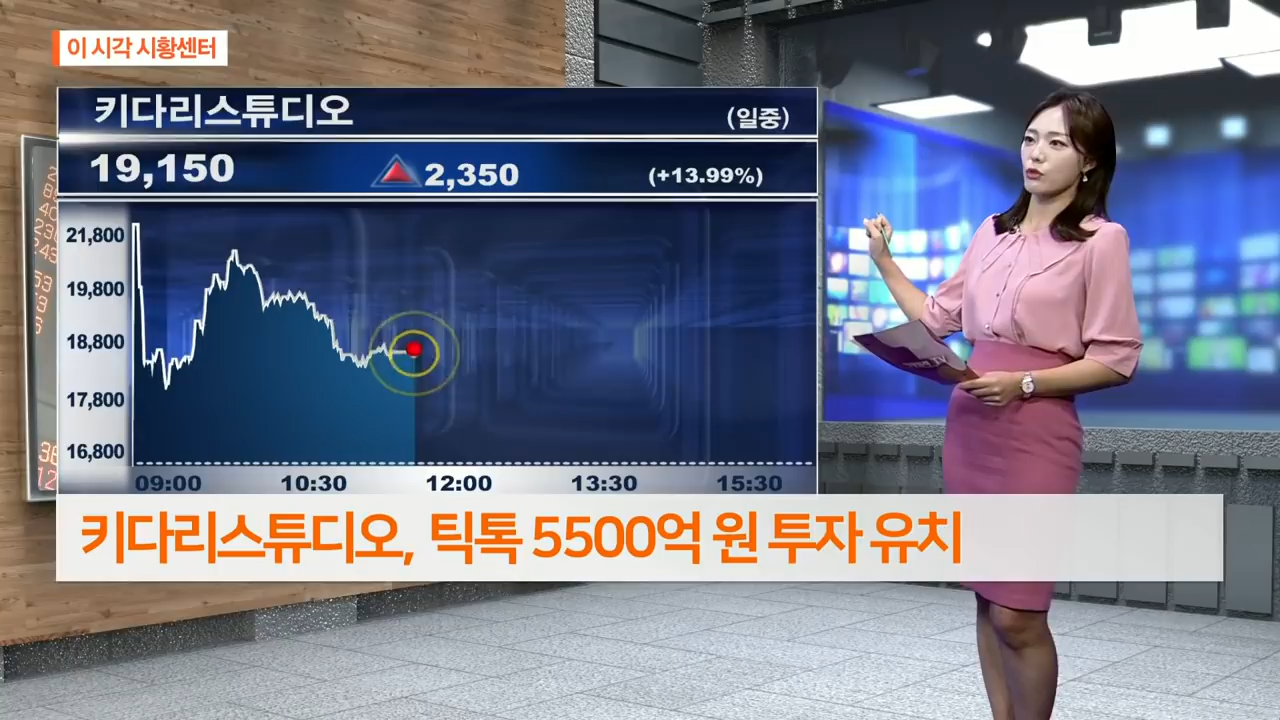 이 시각 시황센터
키다리스튜디오 (일중)
19,150 ▲ 2,350 (+13.99%)
21,800
19,800
18,800
17,800
16,800
09:00 10:30 12:00 13:30 15:30
키다리스튜디오, 틱톡 5500억 원 투자 유치